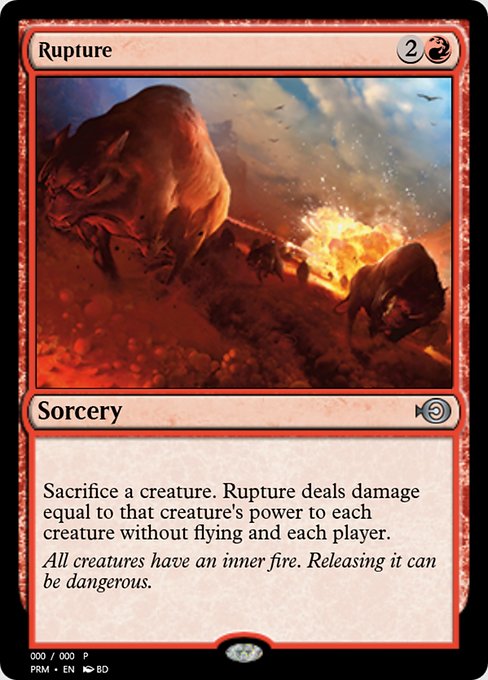 Rupture 2
Sorcery
Sacrifice a creature. Rupture deals damage
equal to that creature's power to each
creature without flying and each player.
All creatures have an inner fire. Releasing it can
be dangerous.
000 / 000 P
PRM • EN BD